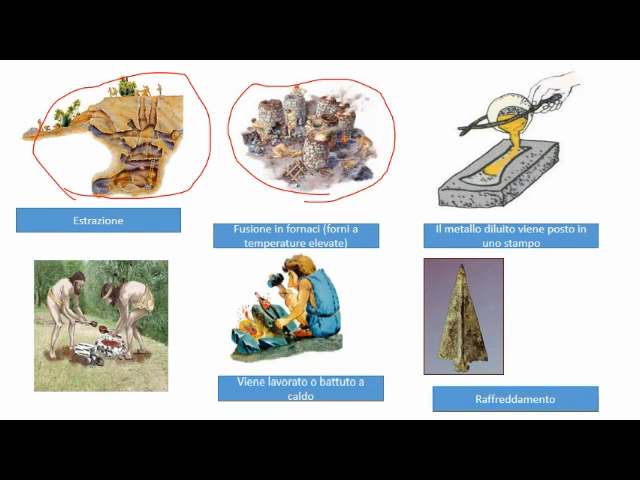 Estrazione
Fusione in fornaci (forni a
temperature elevate)
Il metallo diluito viene posto in
uno stampo
Viene lavorato o battuto a
caldo
Raffreddamento